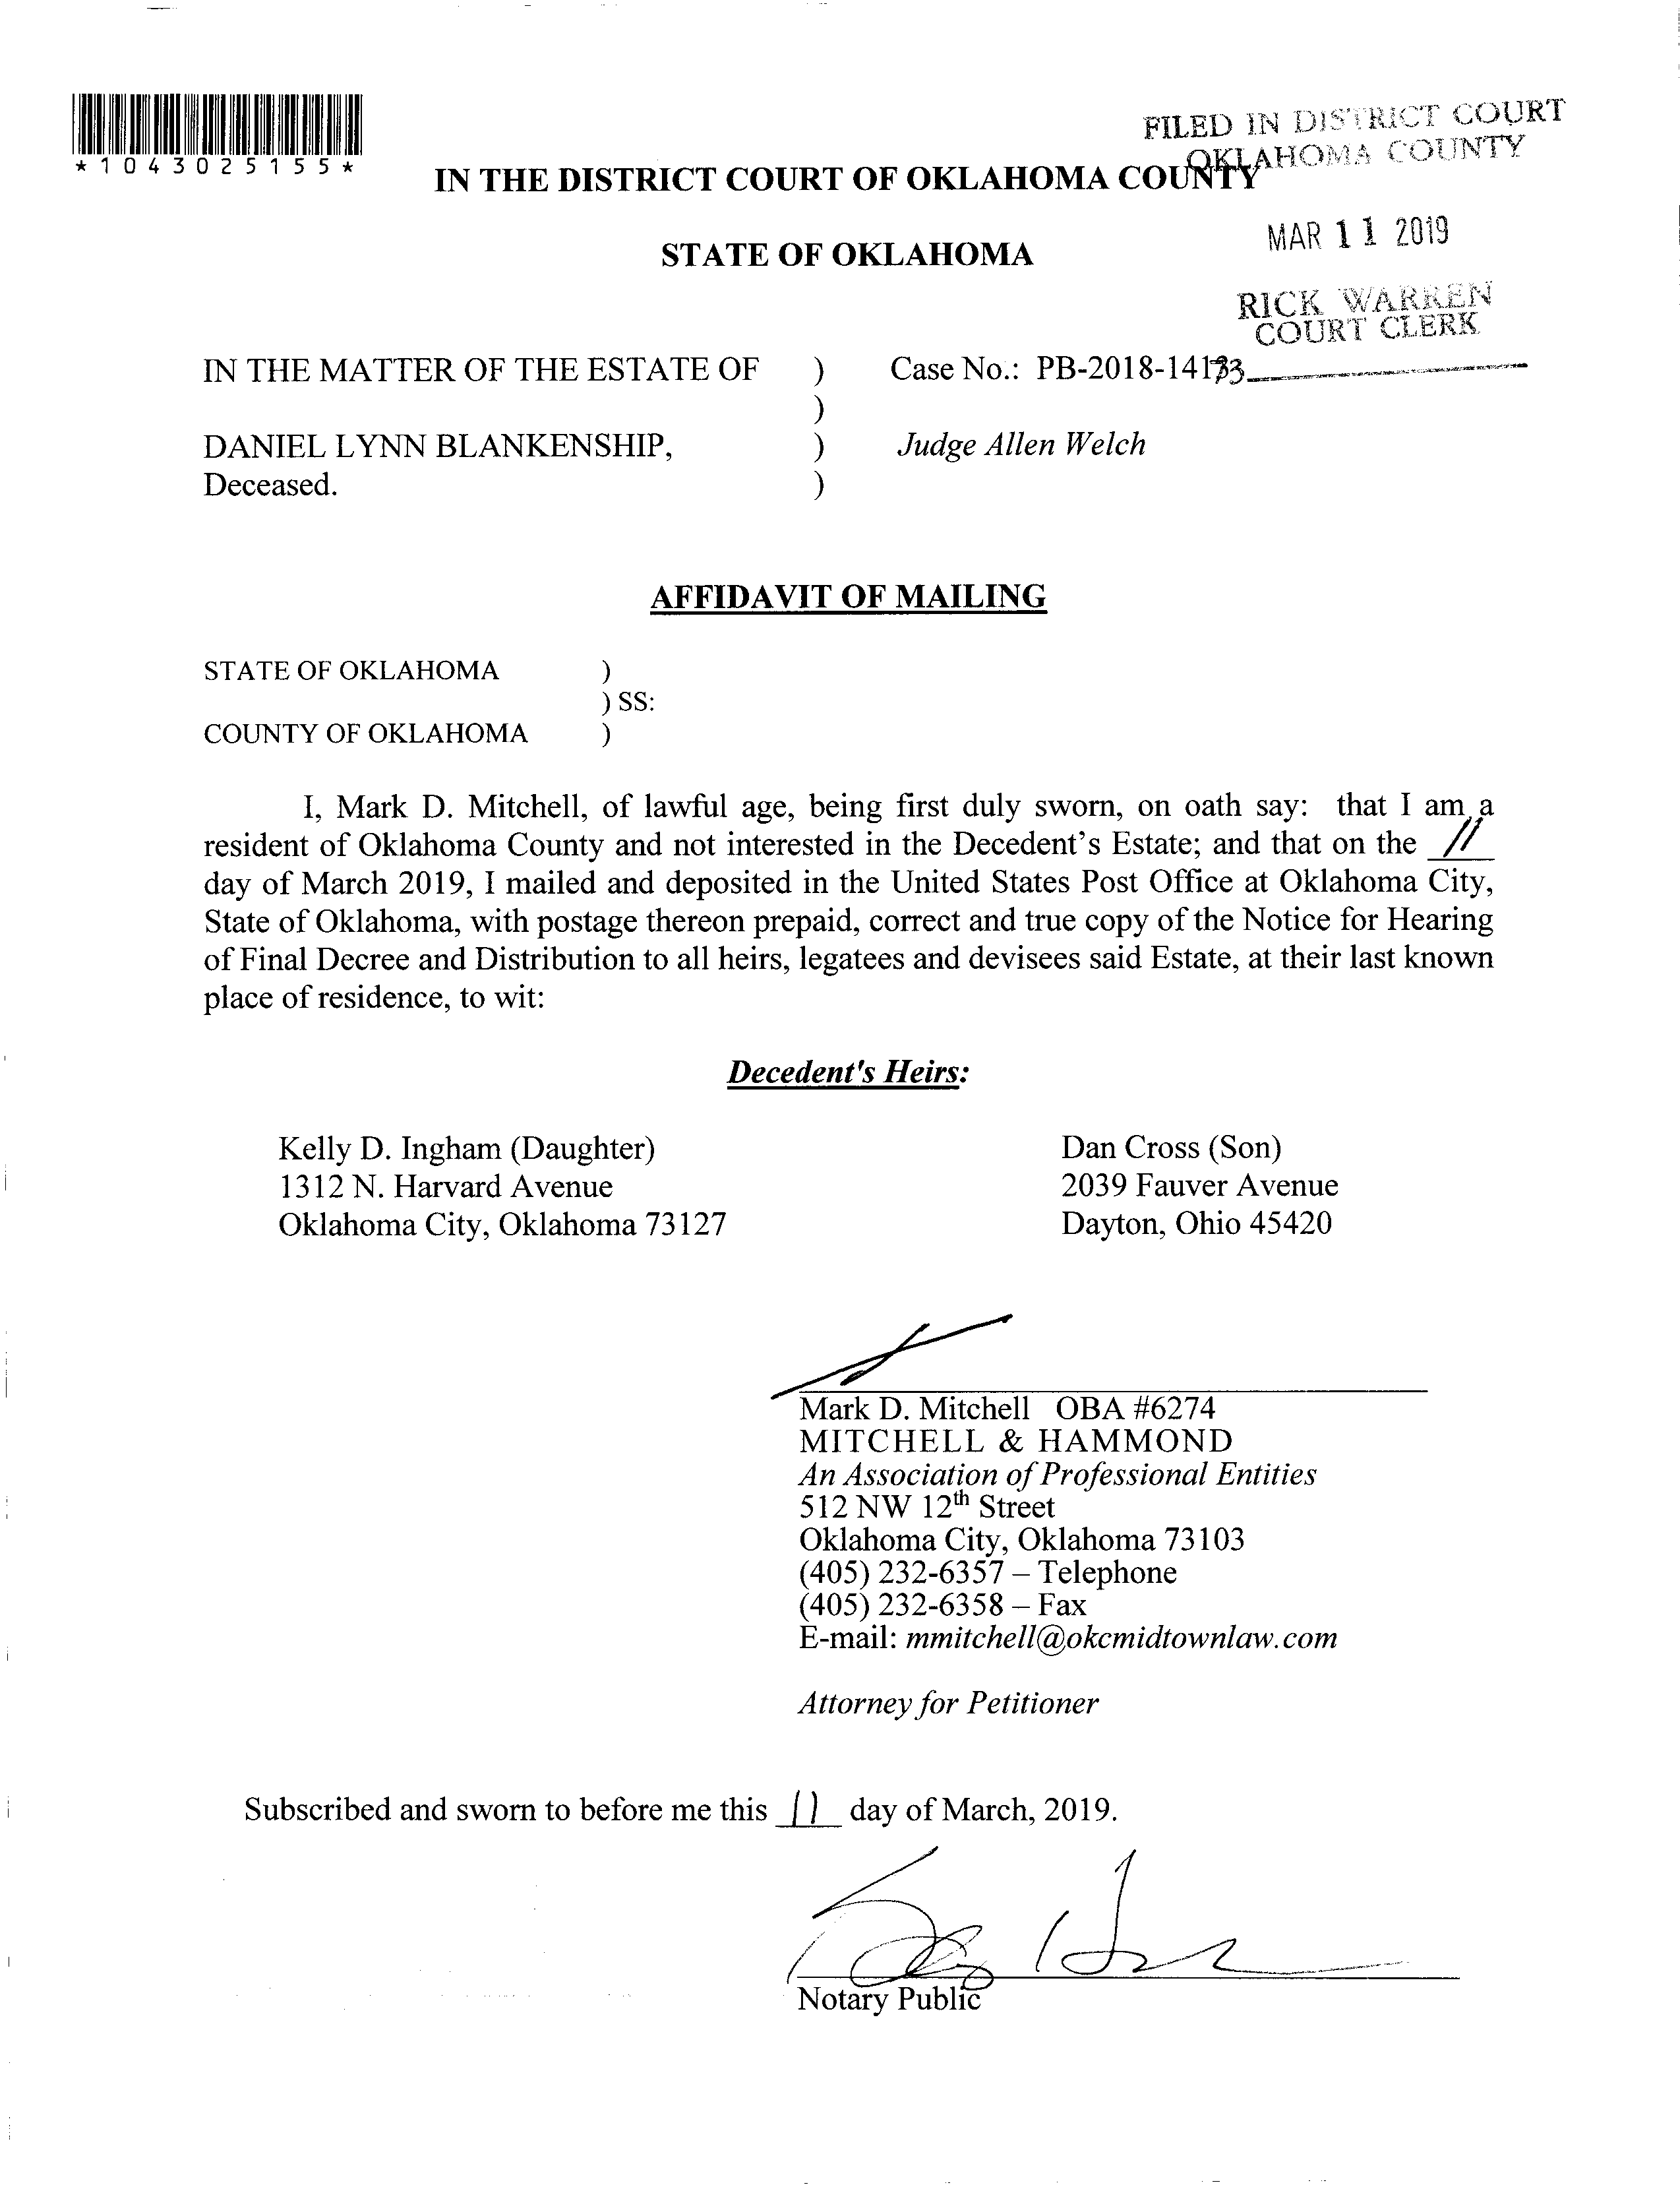 *1043025155*
FILED IN DISTRICT COURT
OKLAHOMA COUNTY
IN THE DISTRICT COURT OF OKLAHOMA COUNTY
MAR 11 2019
STATE OF OKLAHOMA
RICK WARREN
COURT CLERK
IN THE MATTER OF THE ESTATE OF ) Case No.: PB-2018-1413
)
DANIEL LYNN BLANKENSHIP, ) Judge Allen Welch
Deceased. )
AFFIDAVIT OF MAILING
STATE OF OKLAHOMA )
) SS:
COUNTY OF OKLAHOMA )
I, Mark D. Mitchell, of lawful age, being first duly sworn, on oath say: that I am a
resident of Oklahoma County and not interested in the Decedent's Estate; and that on the 11
day of March 2019, I mailed and deposited in the United States Post Office at Oklahoma City,
State of Oklahoma, with postage thereon prepaid, correct and true copy of the Notice for Hearing
of Final Decree and Distribution to all heirs, legatees and devisees said Estate, at their last known
place of residence, to wit:
Decedent's Heirs:
Kelly D. Ingham (Daughter) Dan Cross (Son)
1312 N. Harvard Avenue 2039 Fauver Avenue
Oklahoma City, Oklahoma 73127 Dayton, Ohio 45420
Mark D. Mitchell OBA #6274
MITCHELL & HAMMOND
An Association of Professional Entities
512 NW 12th Street
Oklahoma City, Oklahoma 73103
(405) 232-6357 – Telephone
(405) 232-6358 – Fax
E-mail: mmitchell@okcmidtownlaw.com
Attorney for Petitioner
Subscribed and sworn to before me this 11 day of March, 2019.
Notary Public